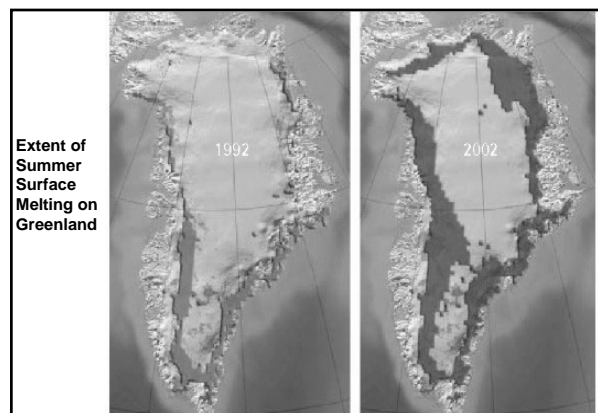 Extent of
Summer
Surface
Melting on
Greenland
1992
2002